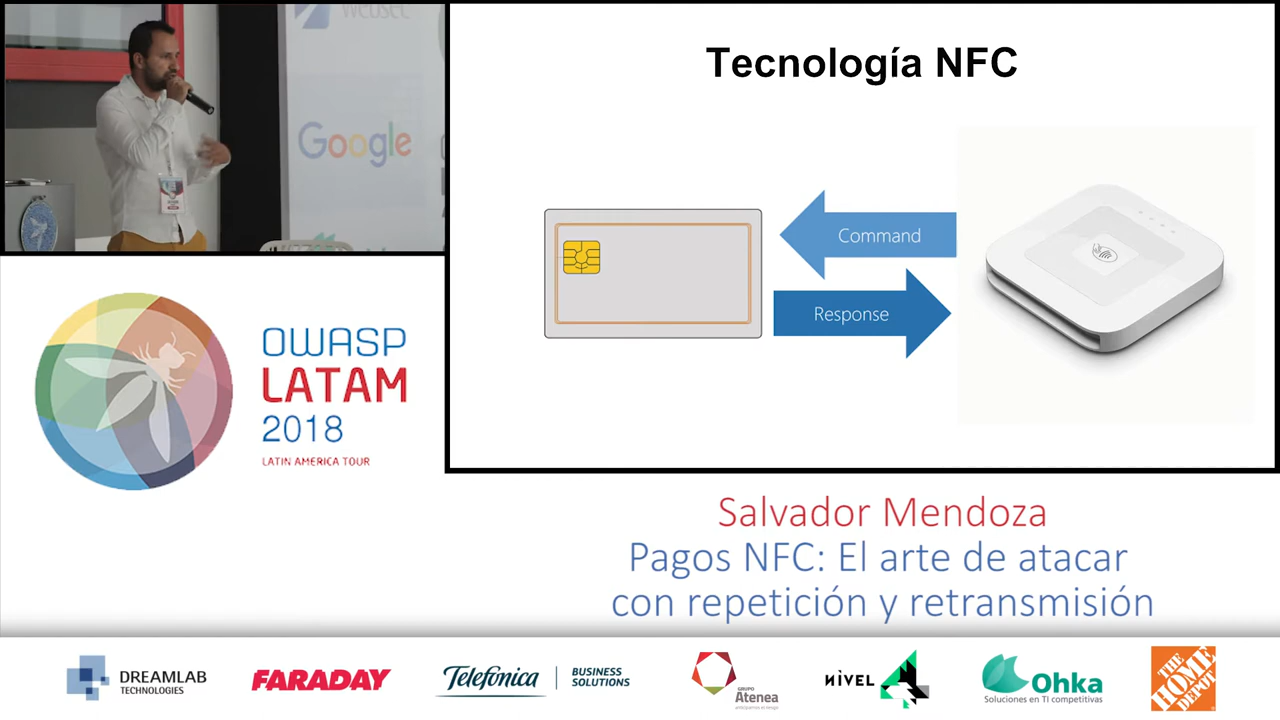 Google
Tecnología NFC
Command
Response
OWASP
LATAM
2018
LATIN AMERICA TOUR
Salvador Mendoza
Pagos NFC: El arte de atacar
con repetición y retransmisión
DREAMLAB
TECHNOLOGIES
FARADAY
Telefónica
BUSINESS
SOLUTIONS
GRUPO
Atenea
NIVEL 4
Ohka
Soluciones en TI competitivas
THE
HOME
DEPOT